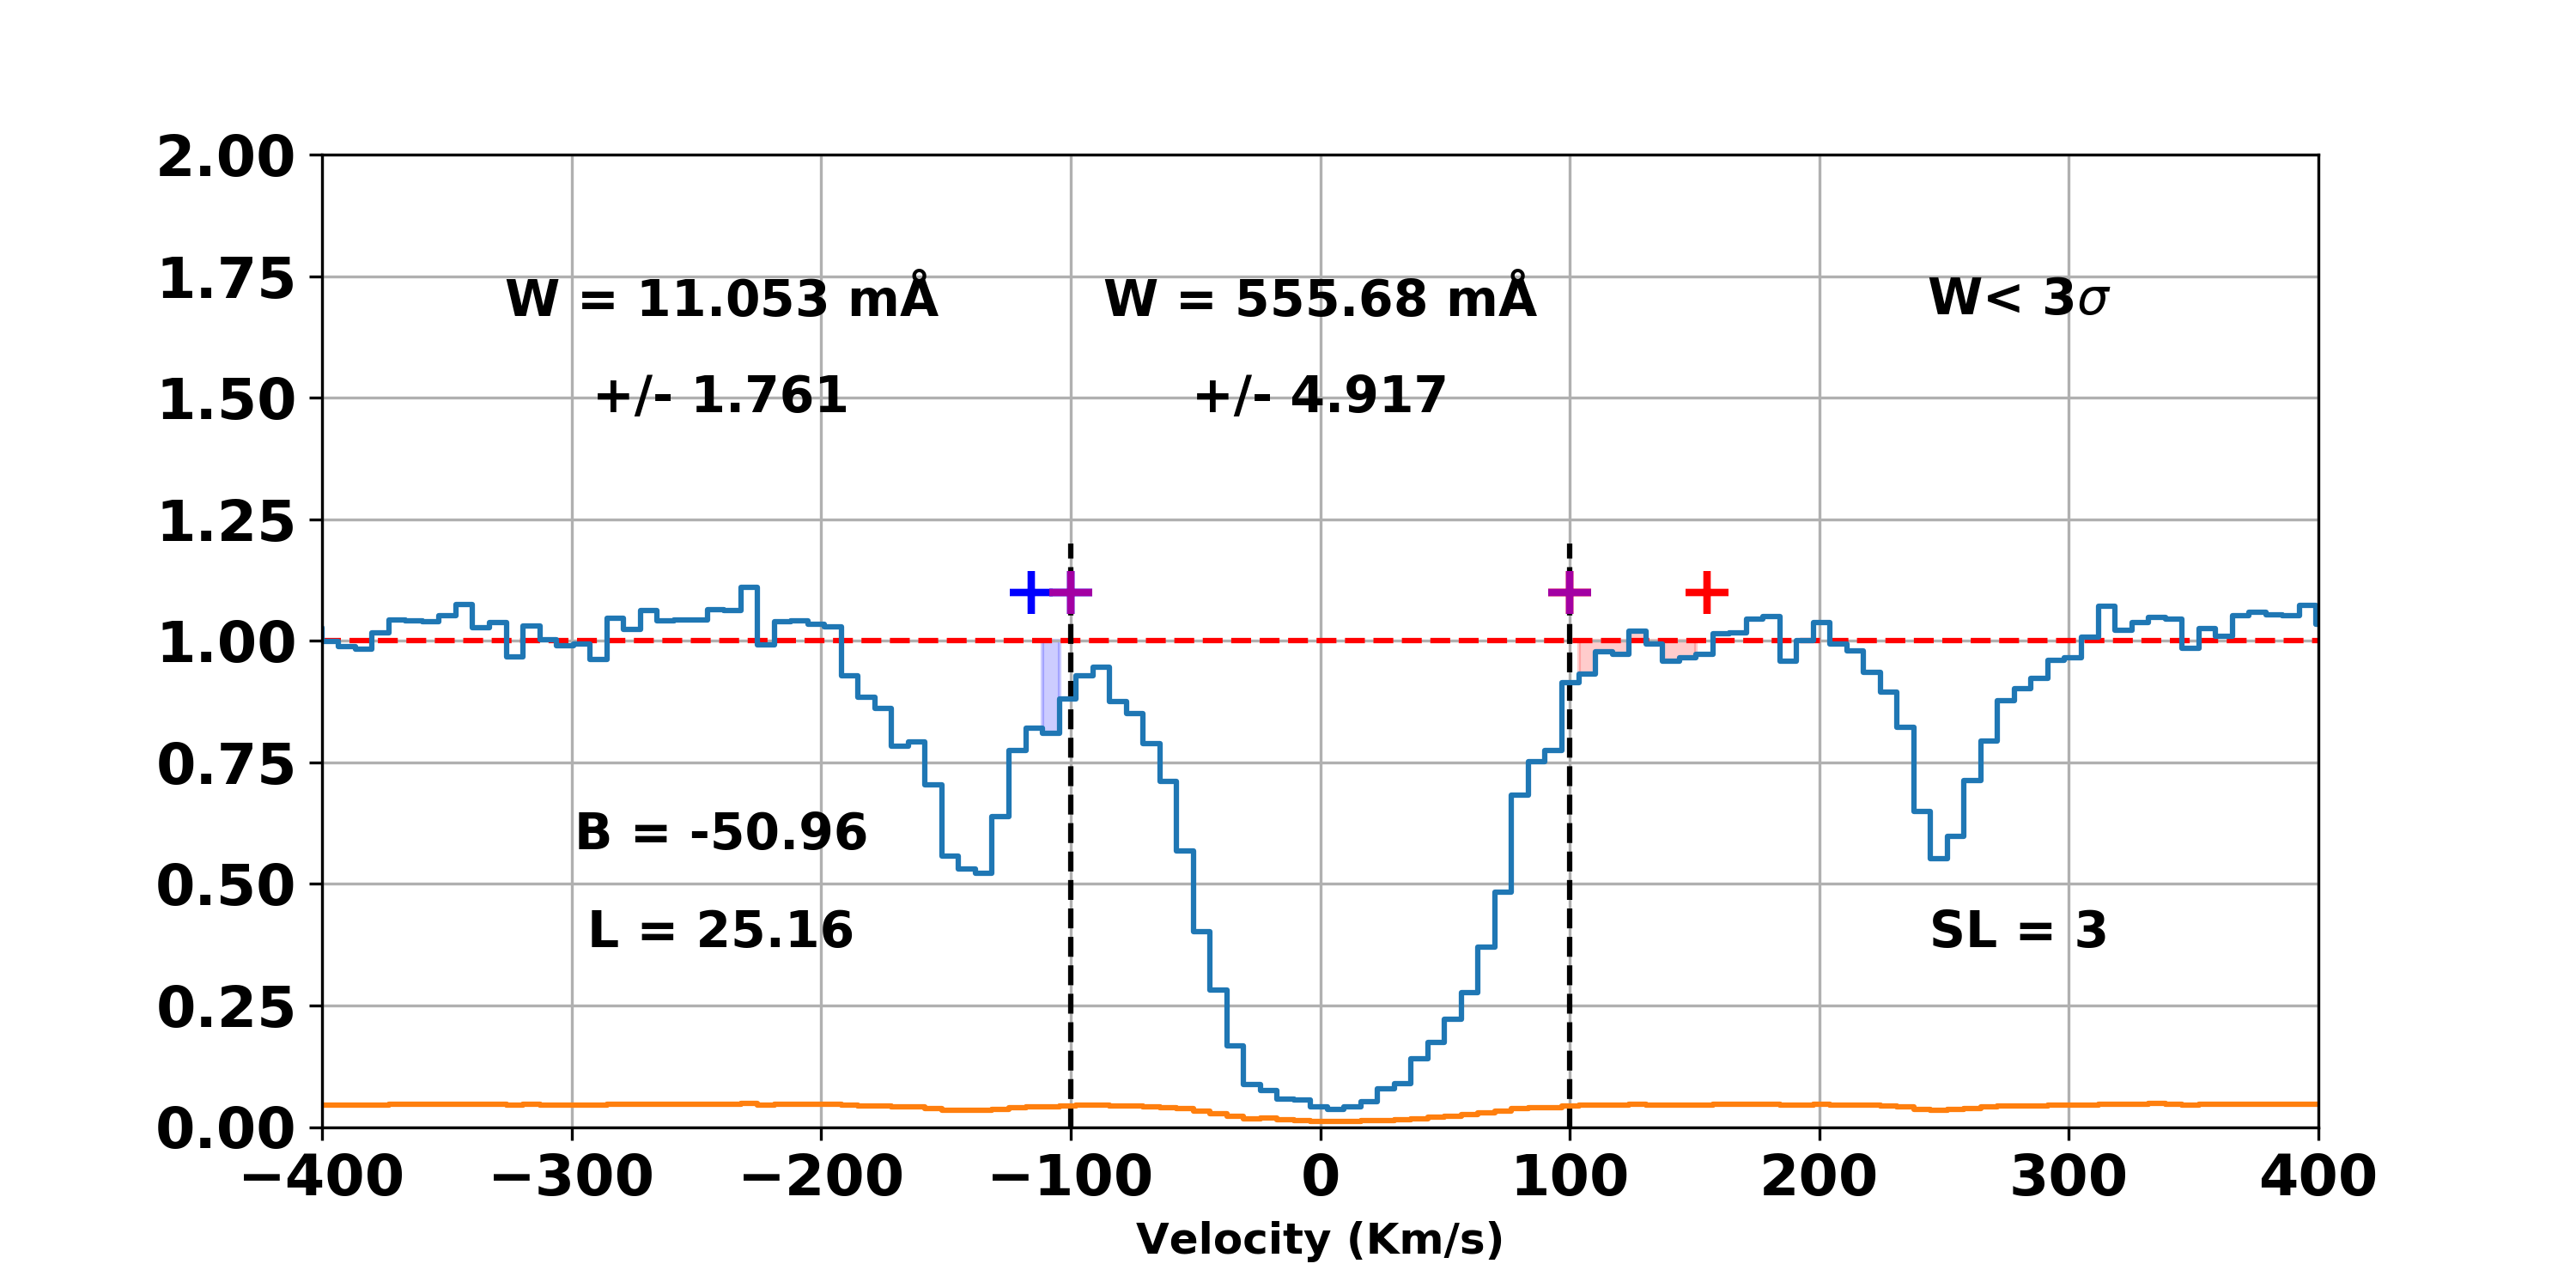 2.00
1.75
1.50
1.25
1.00
0.75
0.50
0.25
0.00
W = 11.053 mÅ
+/- 1.761
W = 555.68 mÅ
+/- 4.917
W< 3σ
B = -50.96
L = 25.16
SL = 3
−400 −300 −200 −100 0 100 200 300 400
Velocity (Km/s)